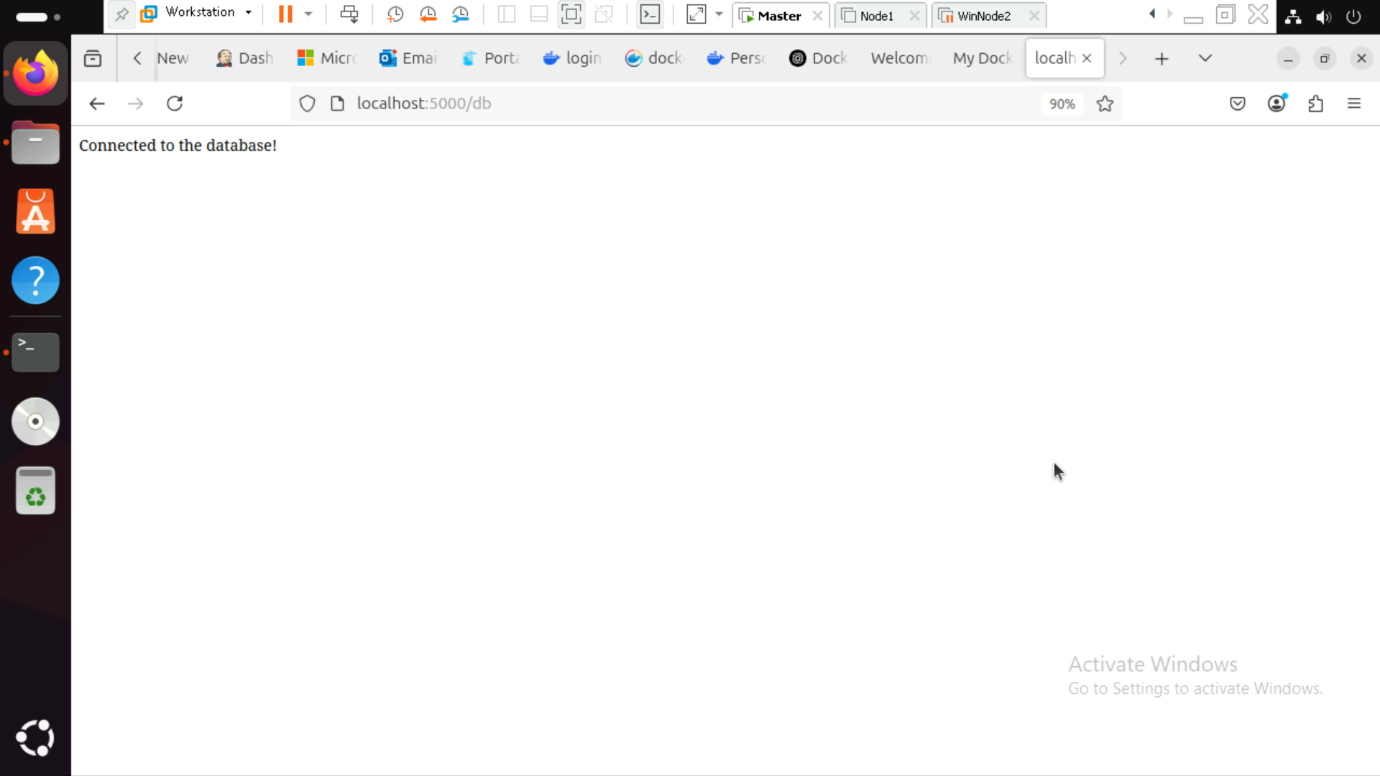 Workstation
Master
Node1
WinNode2
New
Dash
Micro
Emai
Porta
login
dock
Perso
Dock
Welcom
My Dock
localh
localhost:5000/db
90%
Connected to the database!
Activate Windows
Go to Settings to activate Windows.